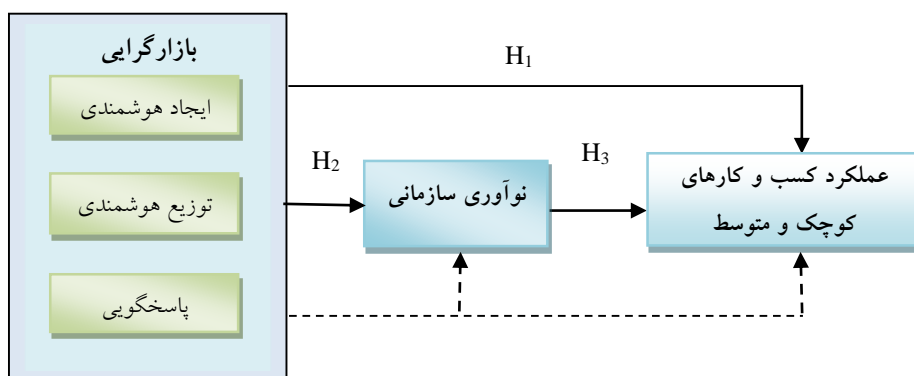 بازارگرایی
ایجاد هوشمندی
توزیع هوشمندی
پاسخگویی
H₁
H₂
نوآوری سازمانی
H₃
عملکرد کسب و کارهای
کوچک و متوسط